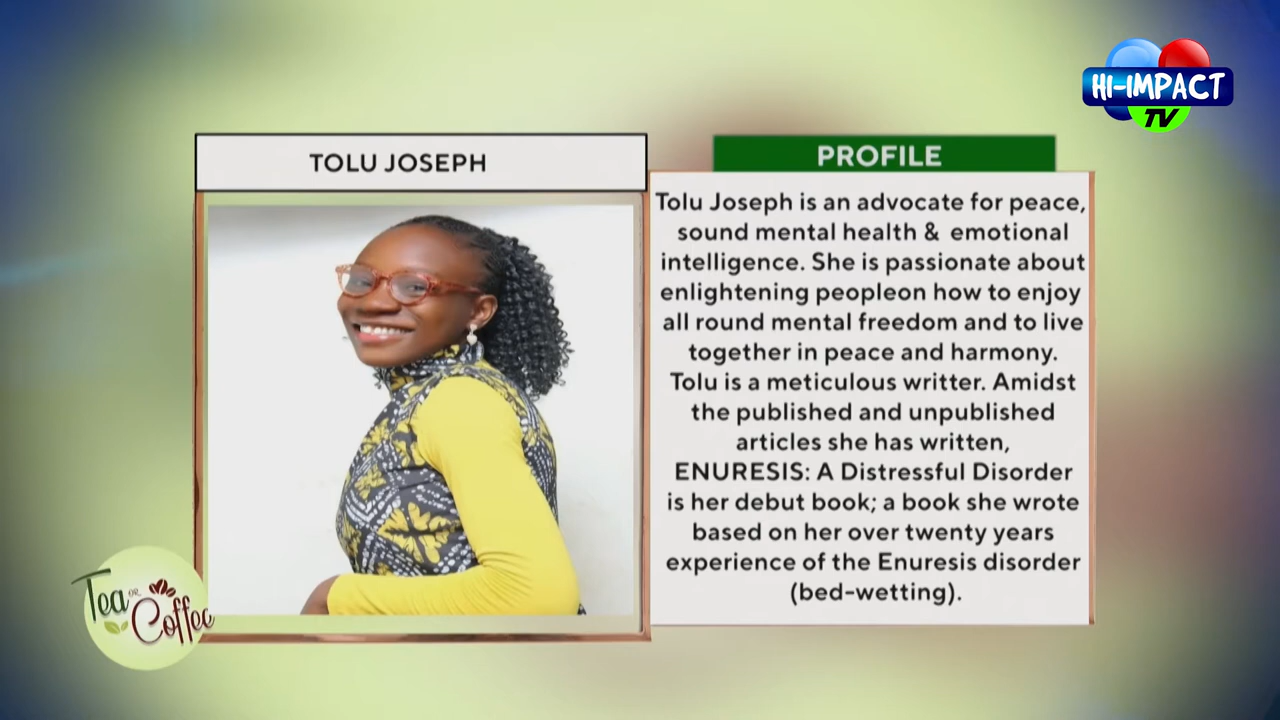 HI-IMPACT
TV
TOLU JOSEPH
PROFILE
Tolu Joseph is an advocate for peace,
sound mental health & emotional
intelligence. She is passionate about
enlightening peopleon how to enjoy
all round mental freedom and to live
together in peace and harmony.
Tolu is a meticulous writter. Amidst
the published and unpublished
articles she has written,
ENURESIS: A Distressful Disorder
is her debut book; a book she wrote
based on her over twenty years
experience of the Enuresis disorder
(bed-wetting).
Tea OR
Coffee